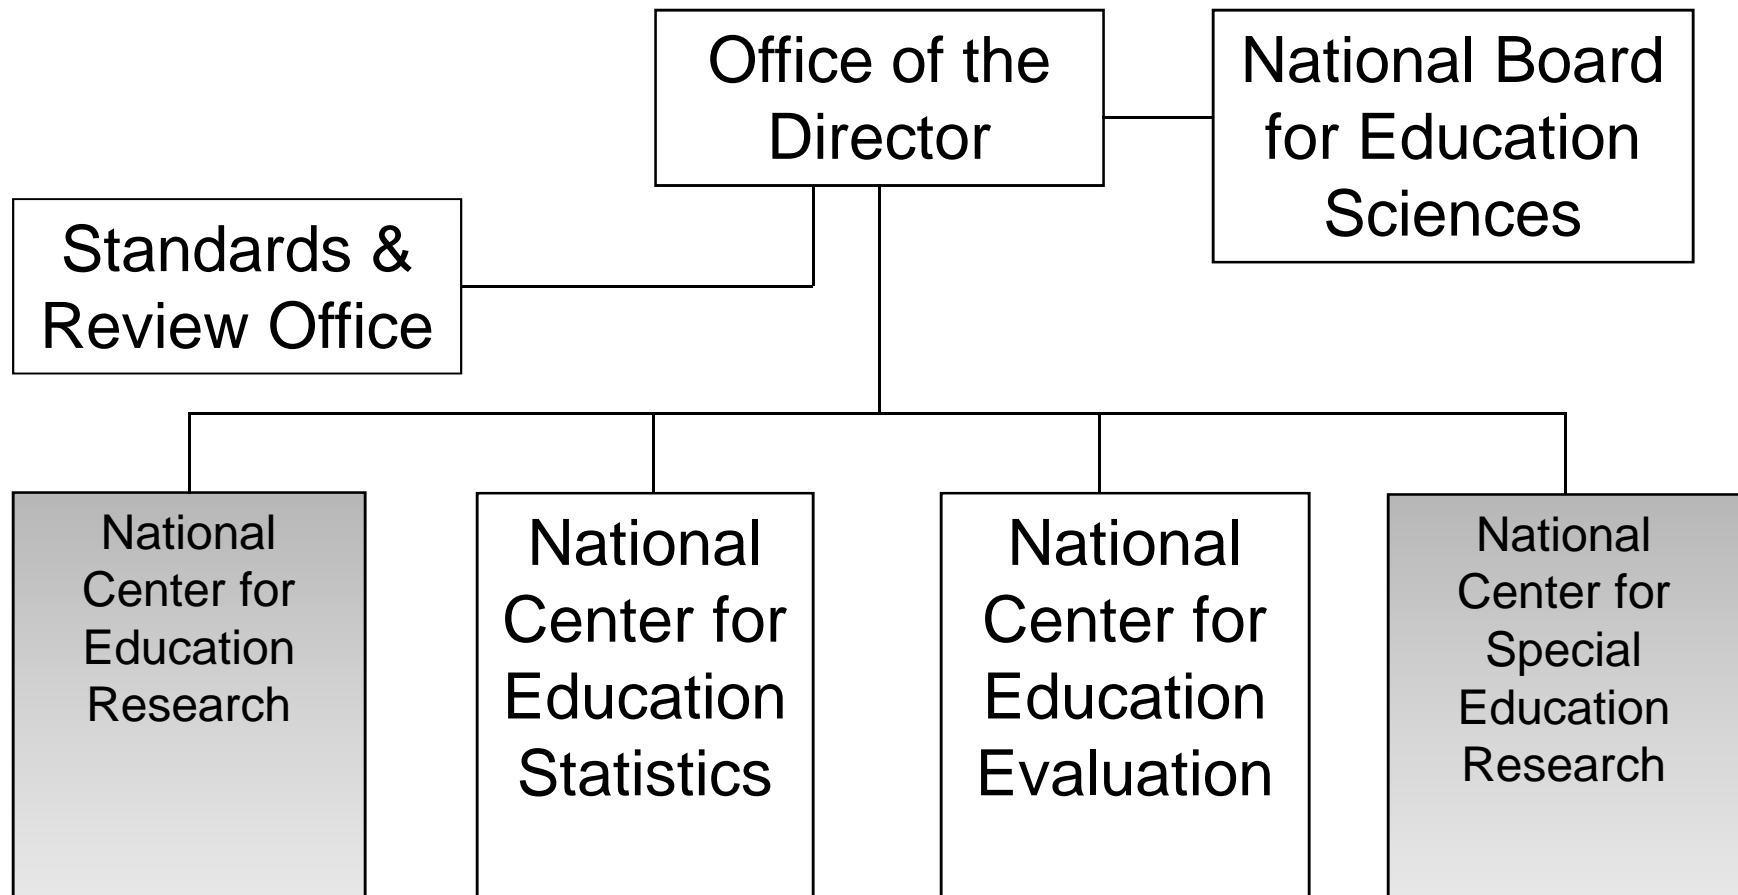 Office of the
Director
National Board
for Education
Sciences
Standards &
Review Office
National
Center for
Education
Research
National
Center for
Education
Statistics
National
Center for
Education
Evaluation
National
Center for
Special
Education
Research